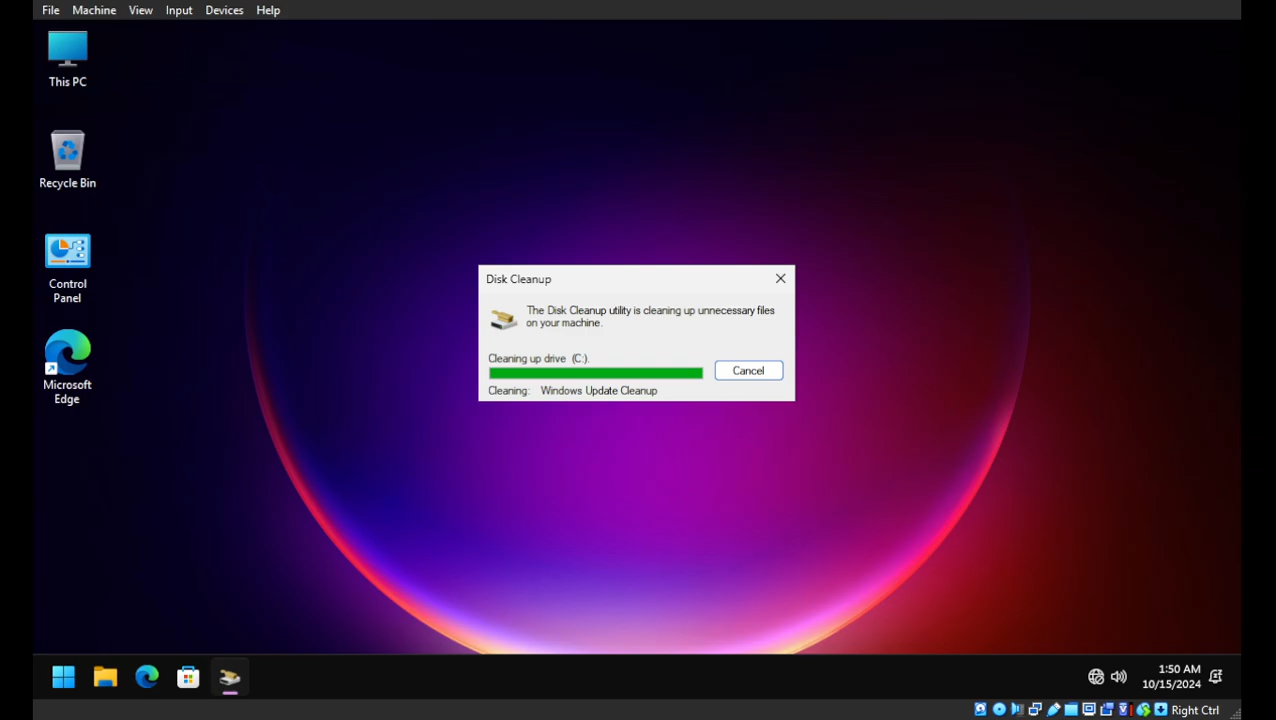 File Machine View Input Devices Help
This PC
Recycle Bin
Control
Panel
Microsoft
Edge
Disk Cleanup
The Disk Cleanup utility is cleaning up unnecessary files
on your machine.
Cleaning up drive (C:).
Cancel
Cleaning: Windows Update Cleanup
1:50 AM
10/15/2024
Right Ctrl